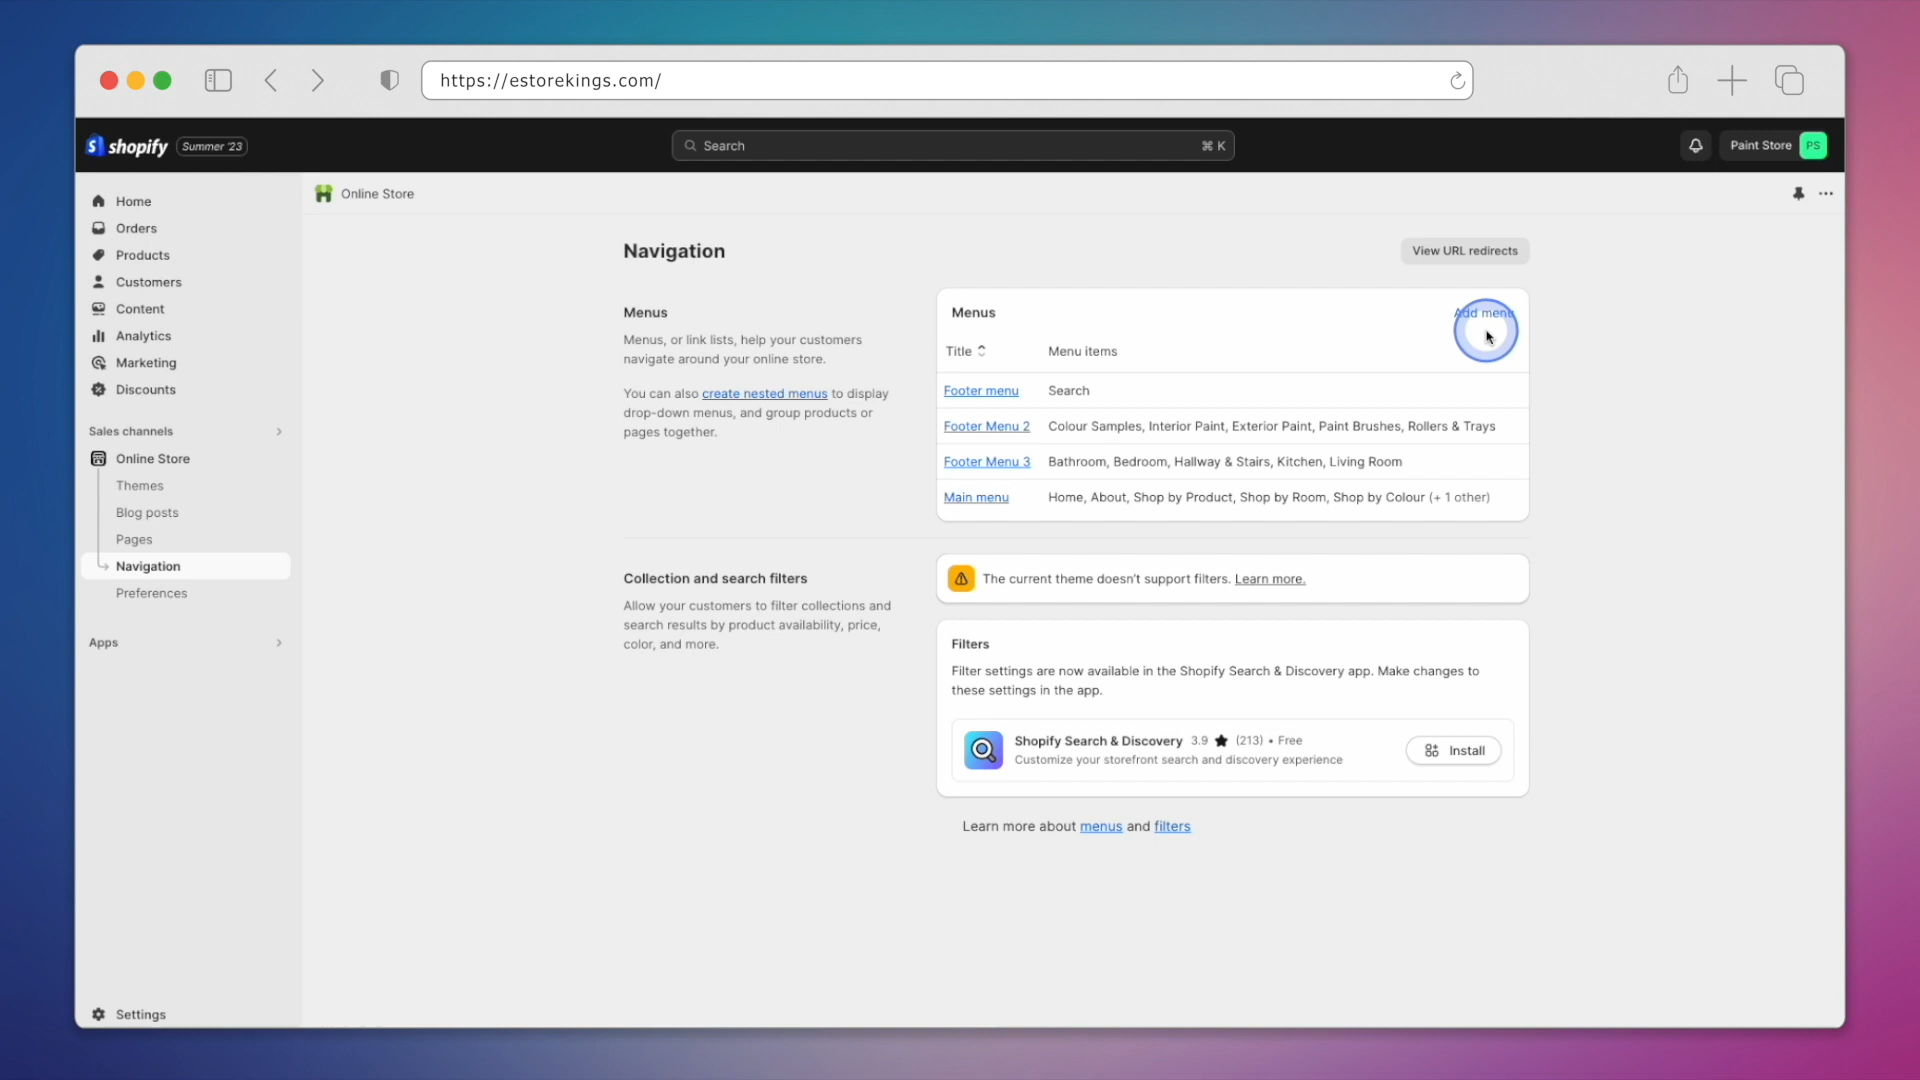 https://estorekings.com/
shopify Summer '23
Search ⌘ K
Paint Store PS
Home
Orders
Products
Customers
Content
Analytics
Marketing
Discounts
Sales channels
Online Store
Themes
Blog posts
Pages
Navigation
Preferences
Apps
Settings
Online Store
Navigation
View URL redirects
Menus
Menus, or link lists, help your customers
navigate around your online store.
You can also create nested menus to display
drop-down menus, and group products or
pages together.
Menus Add menu
Title Menu items
Footer menu Search
Footer Menu 2 Colour Samples, Interior Paint, Exterior Paint, Paint Brushes, Rollers & Trays
Footer Menu 3 Bathroom, Bedroom, Hallway & Stairs, Kitchen, Living Room
Main menu Home, About, Shop by Product, Shop by Room, Shop by Colour (+ 1 other)
Collection and search filters
Allow your customers to filter collections and
search results by product availability, price,
color, and more.
The current theme doesn't support filters. Learn more.
Filters
Filter settings are now available in the Shopify Search & Discovery app. Make changes to
these settings in the app.
Shopify Search & Discovery 3.9 ★ (213) • Free
Customize your storefront search and discovery experience
Install
Learn more about menus and filters